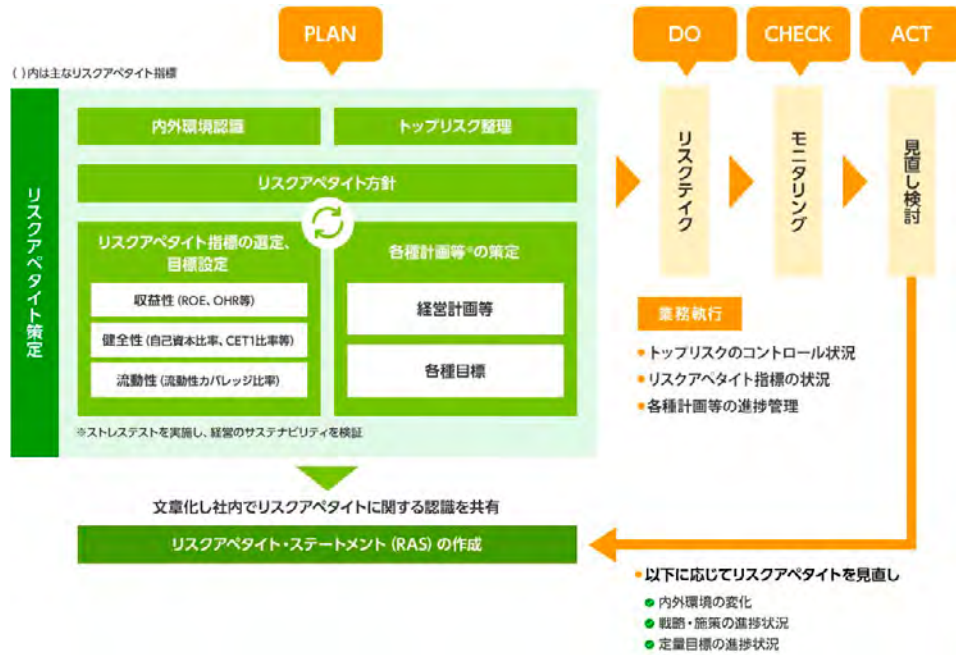 PLAN
DO
CHECK
ACT
( )内は主なリスクアペタイト指標
リスクアペタイト策定
内外環境認識
トップリスク整理
リスクアペタイト方針
リスクアペタイト指標の選定、
目標設定
収益性(ROE、OHR等)
健全性(自己資本比率、CET1比率等)
流動性(流動性カバレッジ比率)
各種計画等※の策定
経営計画等
各種目標
※ストレステストを実施し、経営のサステナビリティを検証
リスクテイク
モニタリング
見直し検討
業務執行
・トップリスクのコントロール状況
・リスクアペタイト指標の状況
・各種計画等の進捗管理
文章化し社内でリスクアペタイトに関する認識を共有
リスクアペタイト・ステートメント(RAS)の作成
・以下に応じてリスクアペタイトを見直し
内外環境の変化
戦略・施策の進捗状況
定量目標の進捗状況